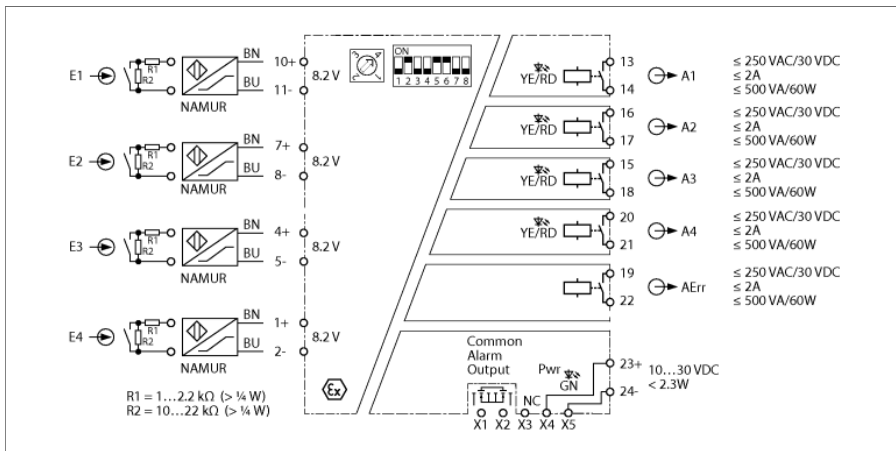 E1
R1
R2
NAMUR
BN
BU
10+
11-
8.2 V
ON
1 2 3 4 5 6 7 8
YE/RD
13
14
A1
≤ 250 VAC/30 VDC
≤ 2A
≤ 500 VA/60W
E2
R1
R2
NAMUR
BN
BU
7+
8-
8.2 V
YE/RD
16
17
A2
≤ 250 VAC/30 VDC
≤ 2A
≤ 500 VA/60W
YE/RD
15
18
A3
≤ 250 VAC/30 VDC
≤ 2A
≤ 500 VA/60W
E3
R1
R2
NAMUR
BN
BU
4+
5-
8.2 V
YE/RD
20
21
A4
≤ 250 VAC/30 VDC
≤ 2A
≤ 500 VA/60W
19
22
AErr
≤ 250 VAC/30 VDC
≤ 2A
≤ 500 VA/60W
E4
R1
R2
NAMUR
BN
BU
1+
2-
8.2 V
R1 = 1...2.2 kΩ (> ¼ W)
R2 = 10...22 kΩ (> ¼ W)
Ex
Common
Alarm
Output
Pwr
GN
NC
X1 X2 X3 X4 X5
23+
24-
10...30 VDC
< 2.3W